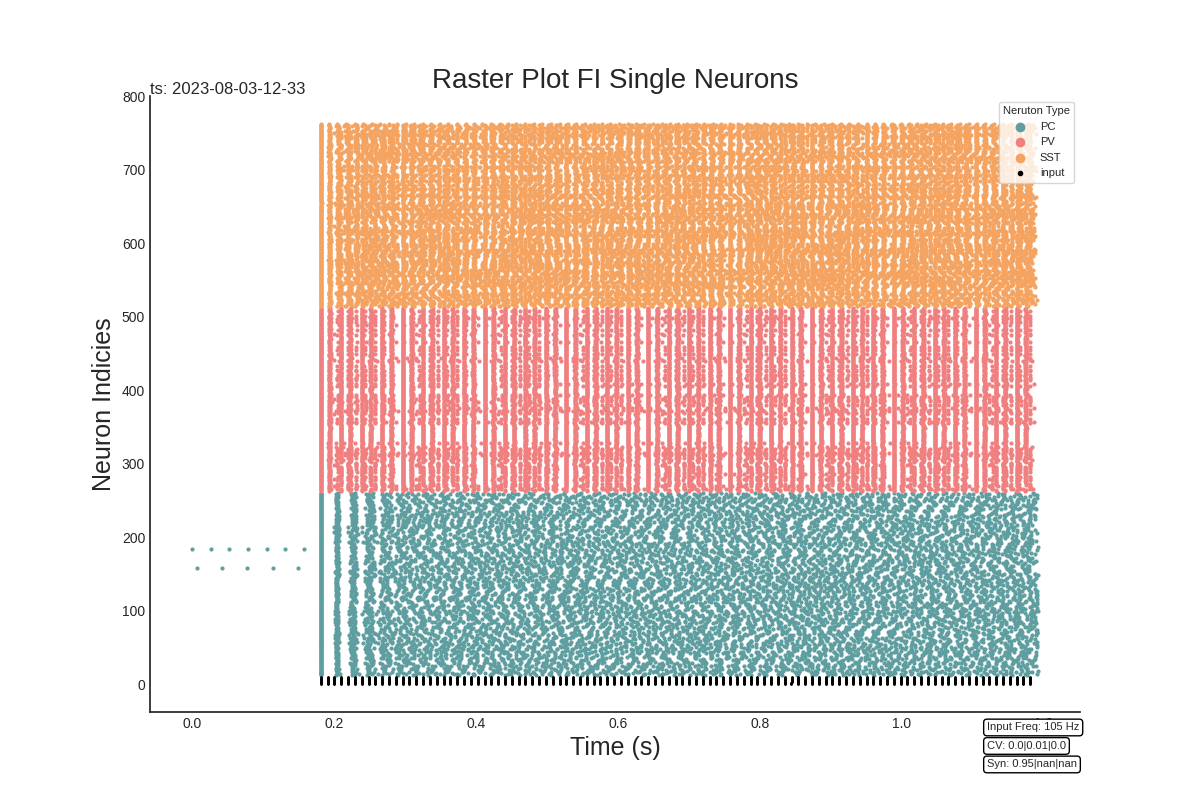 Raster Plot FI Single Neurons
ts: 2023-08-03-12-33
Neruton Type
PC
PV
SST
input
Neuron Indicies
800
700
600
500
400
300
200
100
0
0.0
0.2
0.4
0.6
0.8
1.0
Time (s)
Input Freq: 105 Hz
CV: 0.0|0.01|0.0
Syn: 0.95|nan|nan